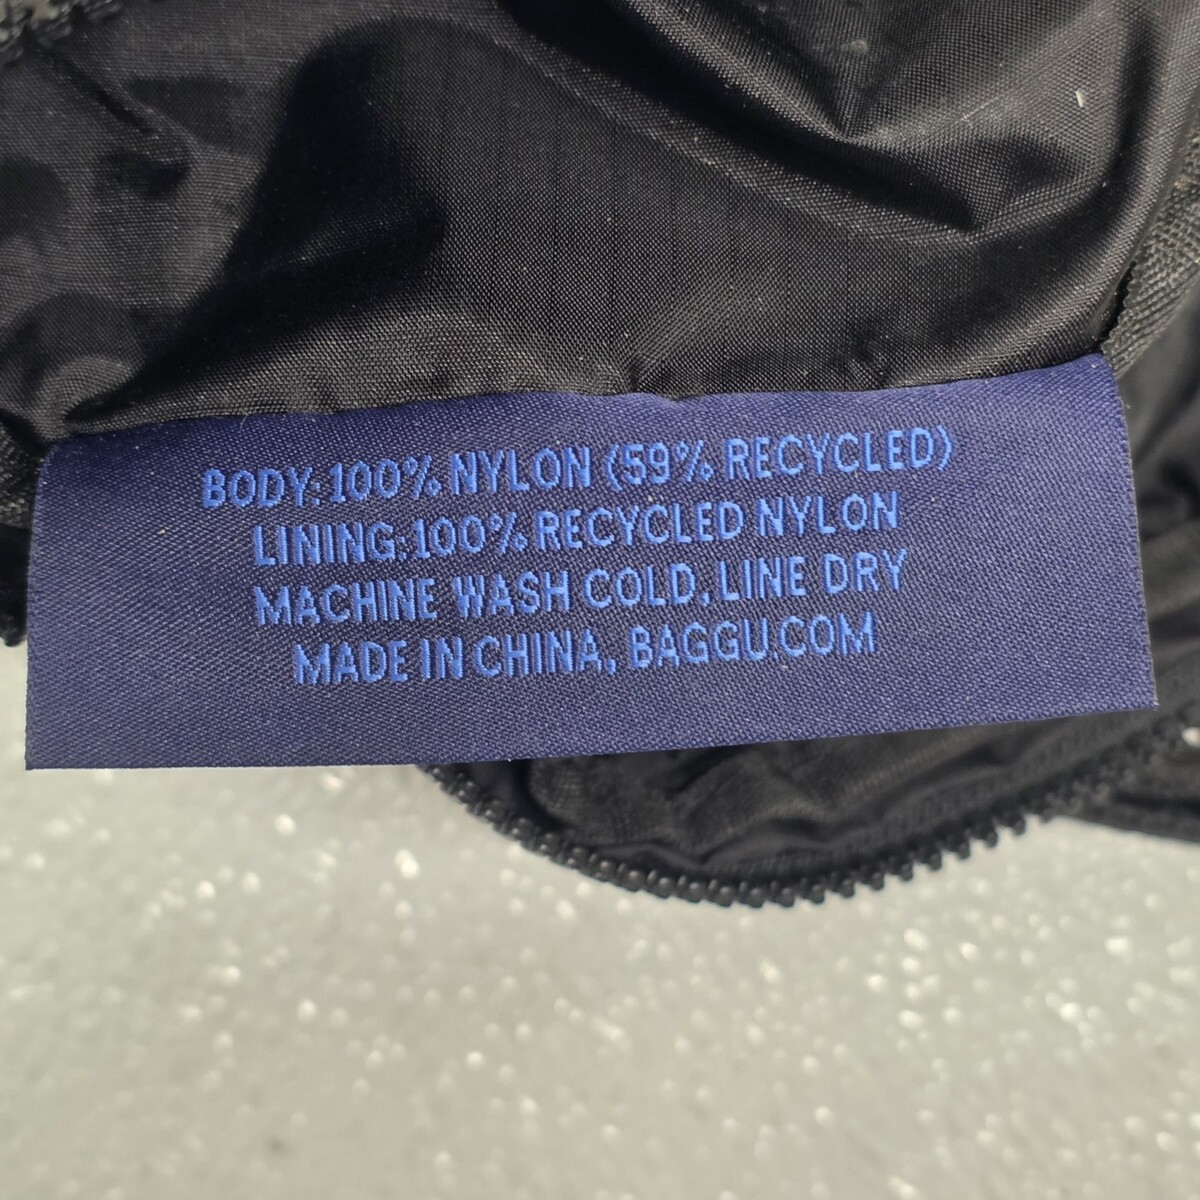 BODY: 100% NYLON (59% RECYCLED)
LINING: 100% RECYCLED NYLON
MACHINE WASH COLD, LINE DRY
MADE IN CHINA, BAGGU.COM